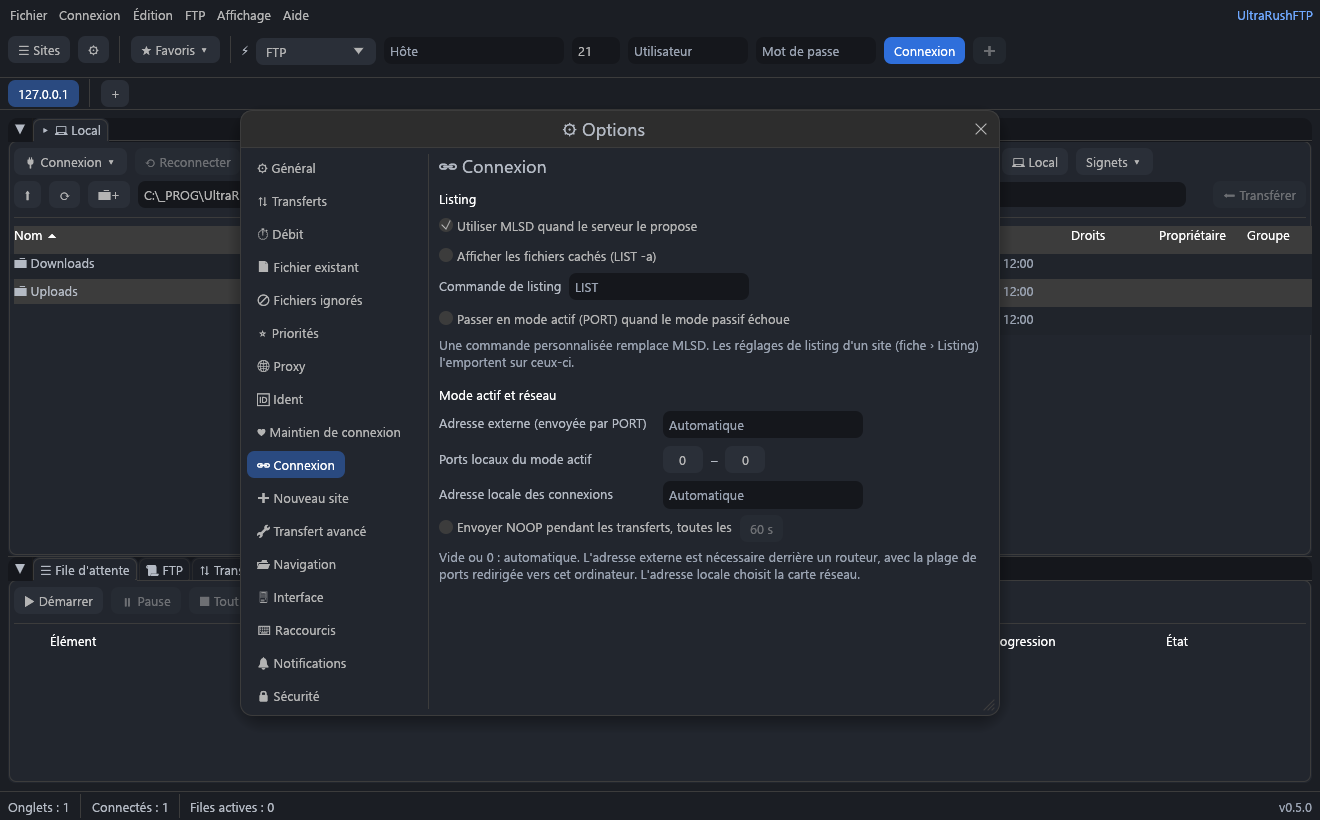 Fichier Connexion Édition FTP Affichage Aide UltraRushFTP
Sites Favoris FTP Hôte 21 Utilisateur Mot de passe Connexion +
127.0.0.1 +
Local
Options
Connexion Reconnecter Local Signets
C:\_PROG\UltraR Transférer
Nom Droits Propriétaire Groupe
Downloads 12:00
Uploads 12:00
12:00
Général
Transferts
Débit
Fichier existant
Fichiers ignorés
Priorités
Proxy
Ident
Maintien de connexion
Connexion
Nouveau site
Transfert avancé
Navigation
Interface
Raccourcis
Notifications
Sécurité
Connexion
Listing
Utiliser MLSD quand le serveur le propose
Afficher les fichiers cachés (LIST -a)
Commande de listing LIST
Passer en mode actif (PORT) quand le mode passif échoue
Une commande personnalisée remplace MLSD. Les réglages de listing d'un site (fiche › Listing)
l'emportent sur ceux-ci.
Mode actif et réseau
Adresse externe (envoyée par PORT) Automatique
Ports locaux du mode actif 0 – 0
Adresse locale des connexions Automatique
Envoyer NOOP pendant les transferts, toutes les 60 s
Vide ou 0 : automatique. L'adresse externe est nécessaire derrière un routeur, avec la plage de
ports redirigée vers cet ordinateur. L'adresse locale choisit la carte réseau.
File d'attente FTP Trans
Démarrer Pause Tout
Élément ogression État
Onglets : 1 Connectés : 1 Files actives : 0 v0.5.0